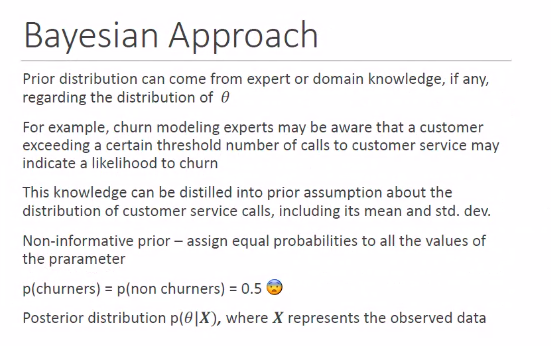 Bayesian Approach
Prior distribution can come from expert or domain knowledge, if any,
regarding the distribution of θ
For example, churn modeling experts may be aware that a customer
exceeding a certain threshold number of calls to customer service may
indicate a likelihood to churn
This knowledge can be distilled into prior assumption about the
distribution of customer service calls, including its mean and std. dev.
Non-informative prior – assign equal probabilities to all the values of
the prarameter
p(churners) = p(non churners) = 0.5 😨
Posterior distribution p(θ|X), where X represents the observed data